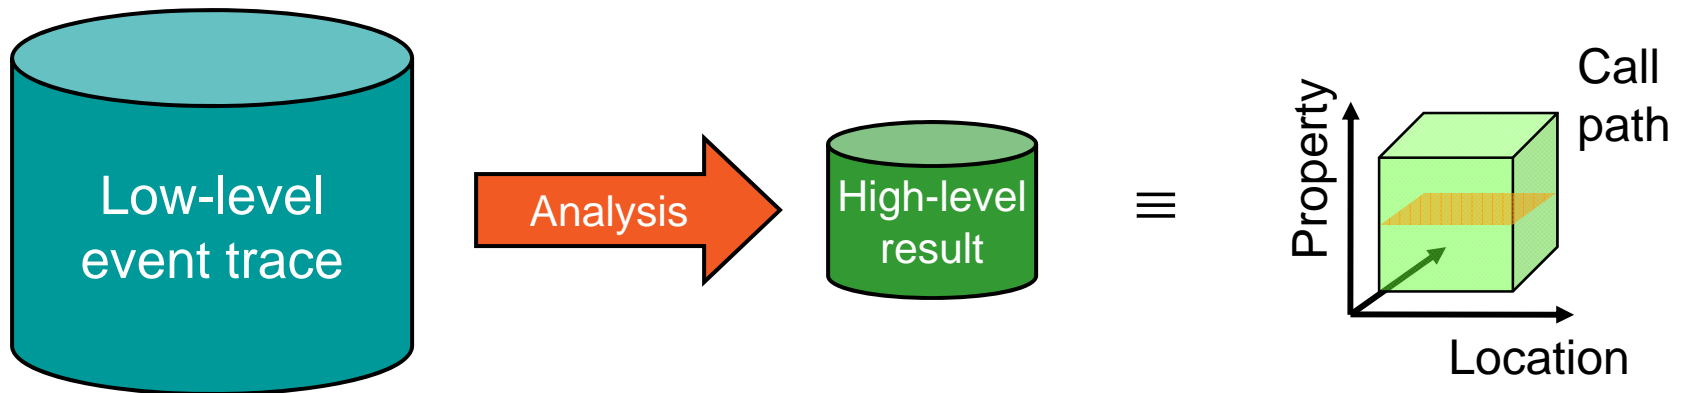 Low-level
event trace
Analysis
High-level
result
≡
Property
Call
path
Location